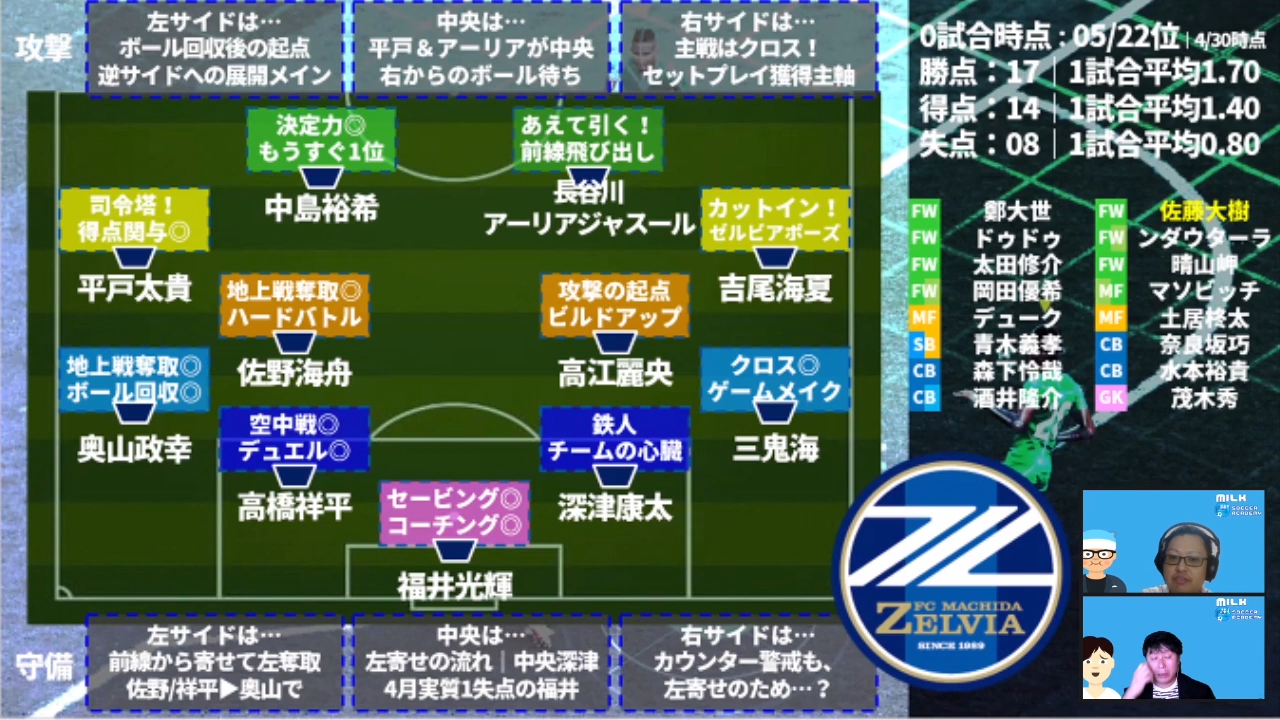 攻撃
左サイドは…
ボール回収後の起点
逆サイドへの展開メイン
中央は…
平戸＆アーリアが中央
右からのボール待ち
右サイドは…
主戦はクロス！
セットプレイ獲得主軸
0試合時点：05/22位｜4/30時点
勝点：17｜1試合平均1.70
得点：14｜1試合平均1.40
失点：08｜1試合平均0.80
決定力◎
もうすぐ1位
中島裕希
あえて引く！
前線飛び出し
長谷川
アーリアジャスール
司令塔！
得点関与◎
平戸太貴
カットイン！
ゼルビアポーズ
吉尾海夏
地上戦奪取◎
ハードバトル
佐野海舟
攻撃の起点
ビルドアップ
高江麗央
地上戦奪取◎
ボール回収◎
奥山政幸
クロス◎
ゲームメイク
三鬼海
空中戦◎
デュエル◎
高橋祥平
鉄人
チームの心臓
深津康太
セービング◎
コーチング◎
福井光輝
FW 鄭大世 FW 佐藤大樹
FW ドゥドゥ FW ンダウターラ
FW 太田修介 FW 晴山岬
FW 岡田優希 MF マソビッチ
MF デューク MF 土居柊太
SB 青木義孝 CB 奈良坂巧
CB 森下怜哉 CB 水本裕貴
CB 酒井隆介 GK 茂木秀
守備
左サイドは…
前線から寄せて左奪取
佐野/祥平▶奥山で
中央は…
左寄せの流れ｜中央深津
4月実質1失点の福井
右サイドは…
カウンター警戒も、
左寄せのため…？
FC MACHIDA
ZELVIA
SINCE 1989
MILK
SOCCER
ACADEMY
MILK
SOCCER
ACADEMY